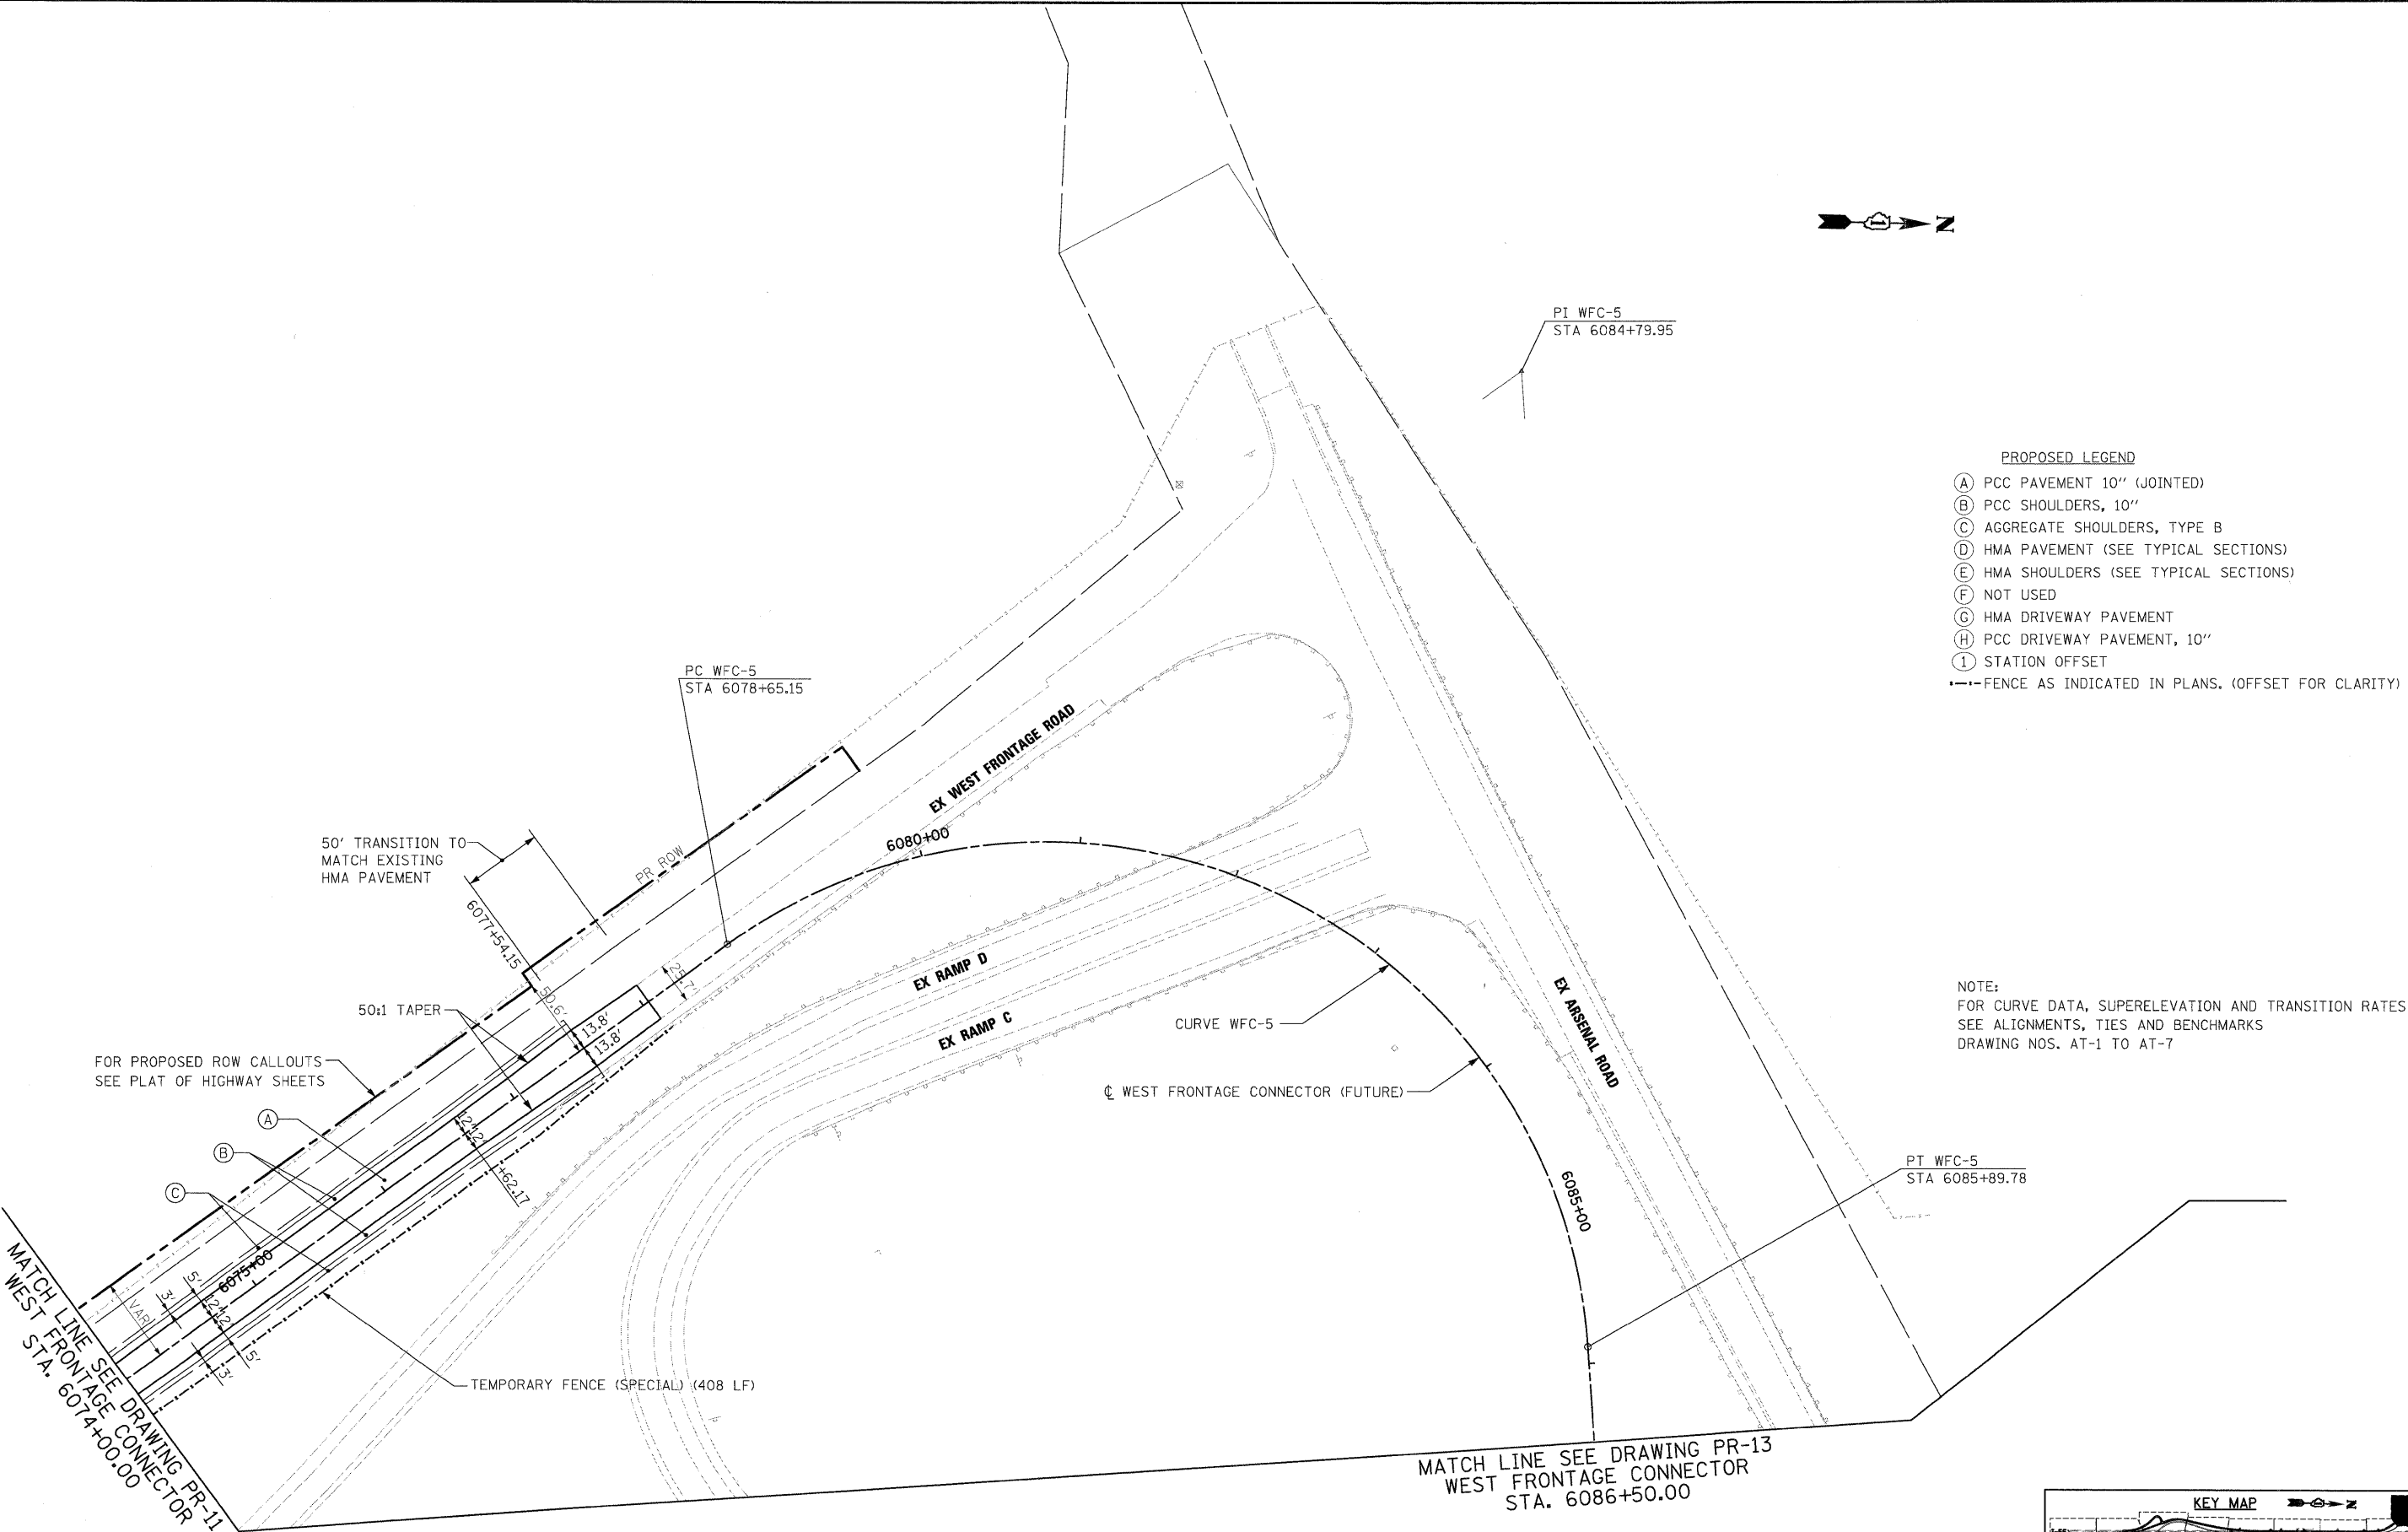 N
PI WFC-5
STA 6084+79.95
PROPOSED LEGEND
A PCC PAVEMENT 10" (JOINTED)
B PCC SHOULDERS, 10"
C AGGREGATE SHOULDERS, TYPE B
D HMA PAVEMENT (SEE TYPICAL SECTIONS)
E HMA SHOULDERS (SEE TYPICAL SECTIONS)
F NOT USED
G HMA DRIVEWAY PAVEMENT
H PCC DRIVEWAY PAVEMENT, 10"
1 STATION OFFSET
FENCE AS INDICATED IN PLANS. (OFFSET FOR CLARITY)
PC WFC-5
STA 6078+65.15
EX WEST FRONTAGE ROAD
6080+00
50' TRANSITION TO
MATCH EXISTING
HMA PAVEMENT
PR ROW
6077+54.15
25.7'
50.6'
13.8'
13.8'
EX RAMP D
EX RAMP C
50:1 TAPER
CURVE WFC-5
EX ARSENAL ROAD
NOTE:
FOR CURVE DATA, SUPERELEVATION AND TRANSITION RATES
SEE ALIGNMENTS, TIES AND BENCHMARKS
DRAWING NOS. AT-1 TO AT-7
FOR PROPOSED ROW CALLOUTS
SEE PLAT OF HIGHWAY SHEETS
℄ WEST FRONTAGE CONNECTOR (FUTURE)
A
B
C
12'
12'
+62.17
6085+00
PT WFC-5
STA 6085+89.78
6075+00
VAR
3'
5'
12'
12'
5'
3'
TEMPORARY FENCE (SPECIAL) (408 LF)
MATCH LINE SEE DRAWING PR-11
WEST FRONTAGE CONNECTOR
STA. 6074+00.00
MATCH LINE SEE DRAWING PR-13
WEST FRONTAGE CONNECTOR
STA. 6086+50.00
KEY MAP
N